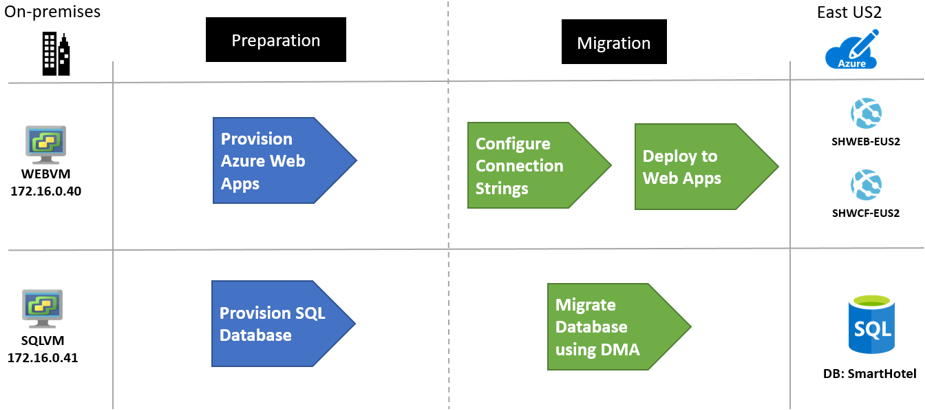 On-premises
Preparation
Migration
East US2
Azure
WEBVM
172.16.0.40
Provision
Azure Web
Apps
Configure
Connection
Strings
Deploy to
Web Apps
SHWEB-EUS2
SHWCF-EUS2
SQLVM
172.16.0.41
Provision SQL
Database
Migrate
Database
using DMA
SQL
DB: SmartHotel